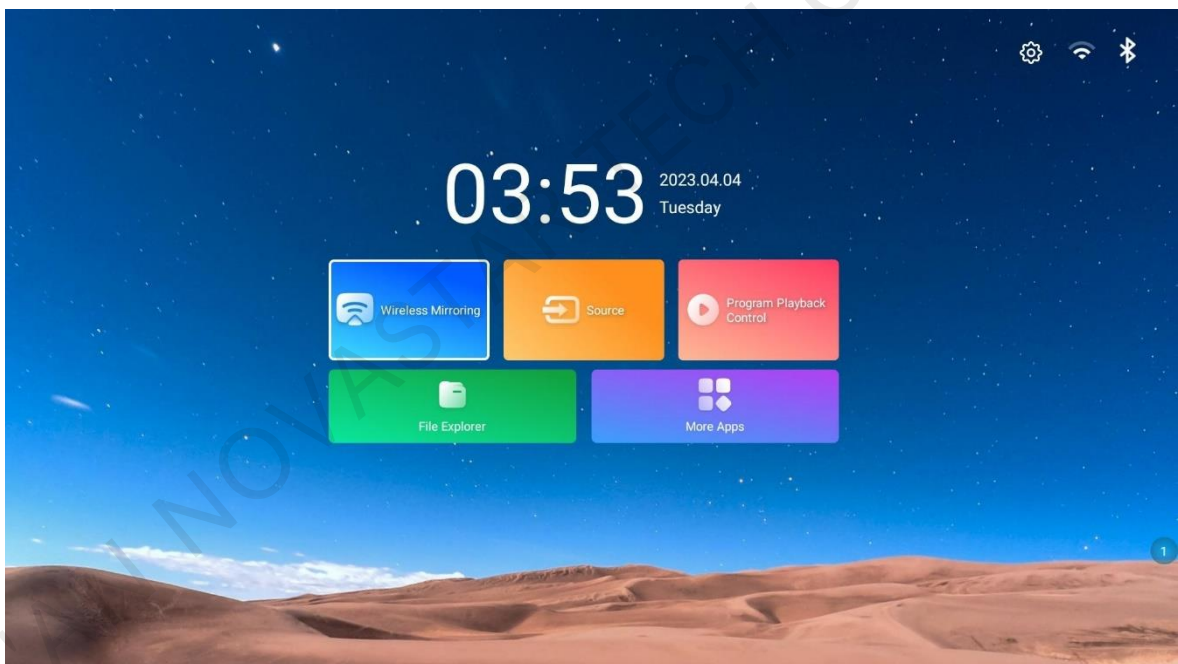 03:53
2023.04.04
Tuesday
Wireless Mirroring
Source
Program Playback
Control
File Explorer
More Apps
1